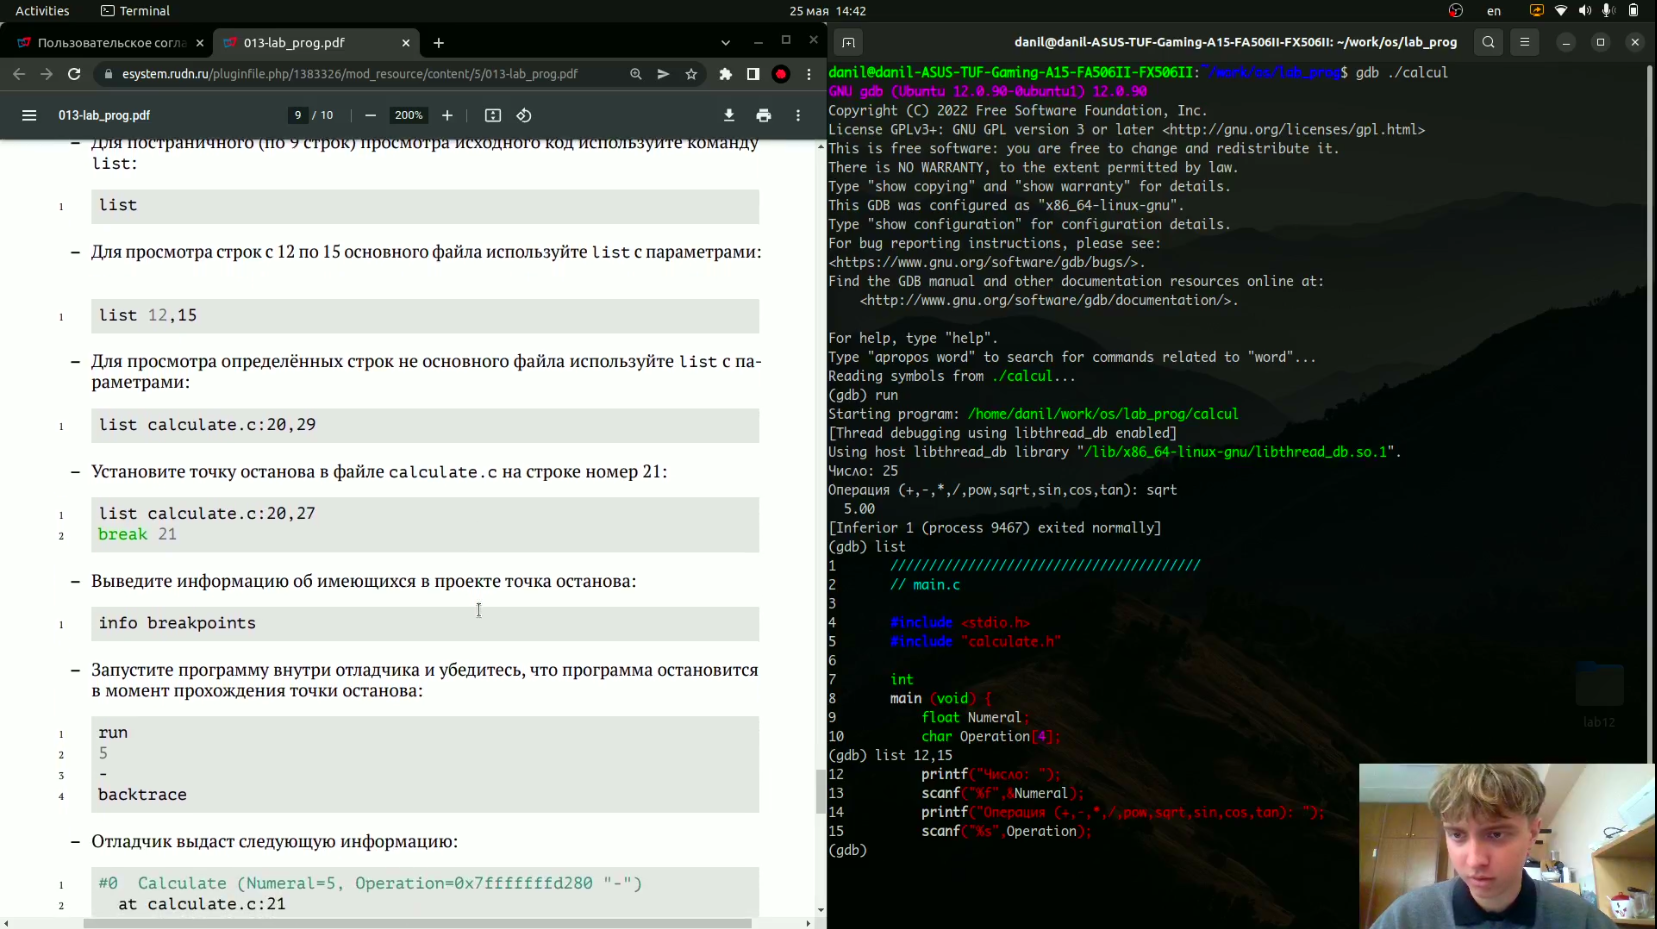 Activities
Terminal
25 мая 14:42
en
Пользовательское согла
013-lab_prog.pdf
esystem.rudn.ru/pluginfile.php/1383326/mod_resource/content/5/013-lab_prog.pdf
013-lab_prog.pdf
9 / 10
200%
– Для постраничного (по 9 строк) просмотра исходного код используйте команду
list:
1 list
– Для просмотра строк с 12 по 15 основного файла используйте list с параметрами:
1 list 12,15
– Для просмотра определённых строк не основного файла используйте list с па-
раметрами:
1 list calculate.c:20,29
– Установите точку останова в файле calculate.c на строке номер 21:
1 list calculate.c:20,27
2 break 21
– Выведите информацию об имеющихся в проекте точка останова:
1 info breakpoints
– Запустите программу внутри отладчика и убедитесь, что программа остановится
в момент прохождения точки останова:
1 run
2 5
3 -
4 backtrace
– Отладчик выдаст следующую информацию:
1 #0 Calculate (Numeral=5, Operation=0x7fffffffd280 "-")
2 at calculate.c:21
danil@danil-ASUS-TUF-Gaming-A15-FA506II-FX506II: ~/work/os/lab_prog
danil@danil-ASUS-TUF-Gaming-A15-FA506II-FX506II:~/work/os/lab_prog$ gdb ./calcul
GNU gdb (Ubuntu 12.0.90-0ubuntu1) 12.0.90
Copyright (C) 2022 Free Software Foundation, Inc.
License GPLv3+: GNU GPL version 3 or later <http://gnu.org/licenses/gpl.html>
This is free software: you are free to change and redistribute it.
There is NO WARRANTY, to the extent permitted by law.
Type "show copying" and "show warranty" for details.
This GDB was configured as "x86_64-linux-gnu".
Type "show configuration" for configuration details.
For bug reporting instructions, please see:
<https://www.gnu.org/software/gdb/bugs/>.
Find the GDB manual and other documentation resources online at:
<http://www.gnu.org/software/gdb/documentation/>.
For help, type "help".
Type "apropos word" to search for commands related to "word"...
Reading symbols from ./calcul...
(gdb) run
Starting program: /home/danil/work/os/lab_prog/calcul
[Thread debugging using libthread_db enabled]
Using host libthread_db library "/lib/x86_64-linux-gnu/libthread_db.so.1".
Число: 25
Операция (+,-,*,/,pow,sqrt,sin,cos,tan): sqrt
5.00
[Inferior 1 (process 9467) exited normally]
(gdb) list
1 ////////////////////////////////////////
2 // main.c
3
4 #include <stdio.h>
5 #include "calculate.h"
6
7 int
8 main (void) {
9 float Numeral;
10 char Operation[4];
(gdb) list 12,15
12 printf("Число: ");
13 scanf("%f",&Numeral);
14 printf("Операция (+,-,*,/,pow,sqrt,sin,cos,tan): ");
15 scanf("%s",Operation);
(gdb)
lab12